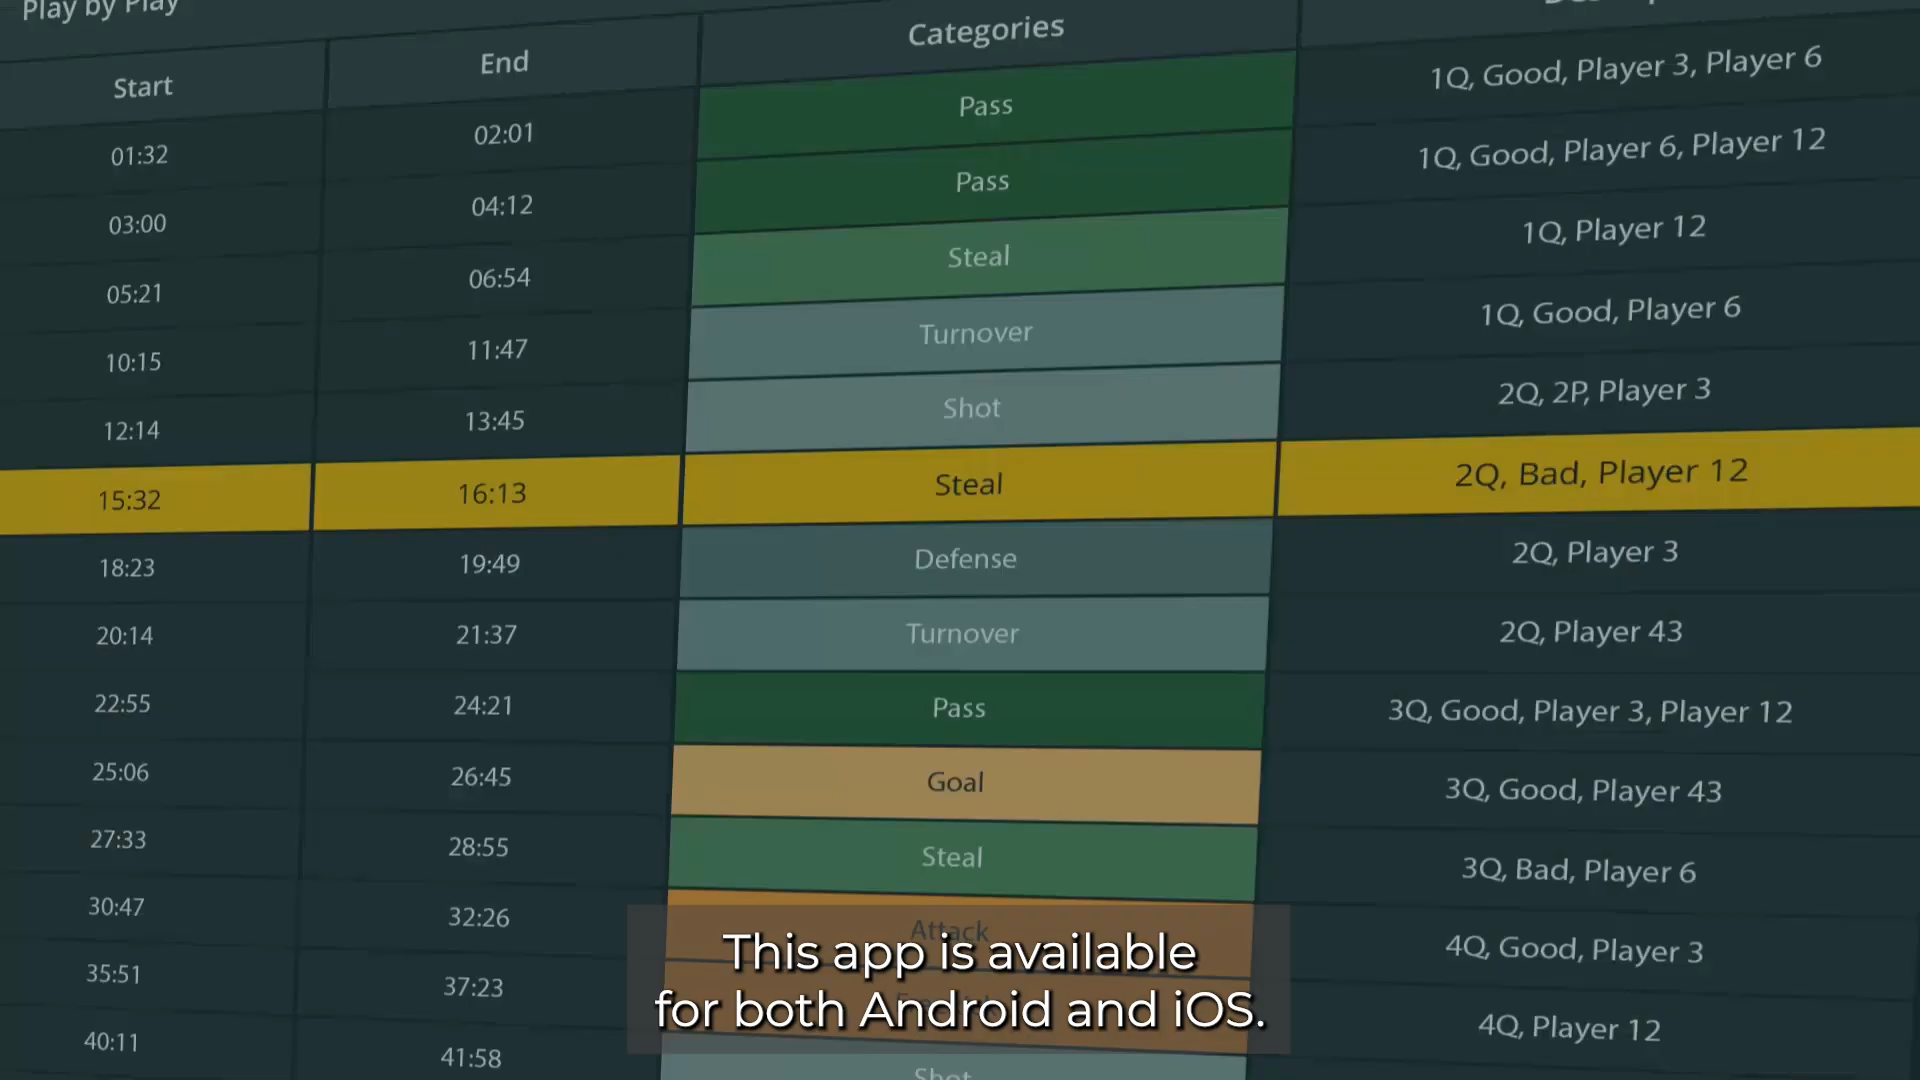 Play by Play
Start End Categories
01:32 02:01 Pass 1Q, Good, Player 3, Player 6
03:00 04:12 Pass 1Q, Good, Player 6, Player 12
05:21 06:54 Steal 1Q, Player 12
10:15 11:47 Turnover 1Q, Good, Player 6
12:14 13:45 Shot 2Q, 2P, Player 3
15:32 16:13 Steal 2Q, Bad, Player 12
18:23 19:49 Defense 2Q, Player 3
20:14 21:37 Turnover 2Q, Player 43
22:55 24:21 Pass 3Q, Good, Player 3, Player 12
25:06 26:45 Goal 3Q, Good, Player 43
27:33 28:55 Steal 3Q, Bad, Player 6
30:47 32:26 Attack 4Q, Good, Player 3
35:51 37:23 4Q, Player 12
40:11 41:58 Shot
This app is available
for both Android and iOS.